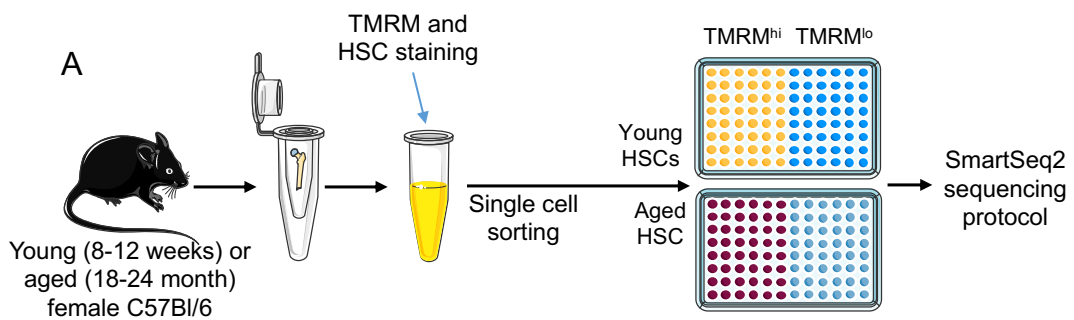 A
TMRM and
HSC staining
TMRMhi
TMRMlo
Young
HSCs
Aged
HSC
Single cell
sorting
SmartSeq2
sequencing
protocol
Young (8-12 weeks) or
aged (18-24 month)
female C57Bl/6